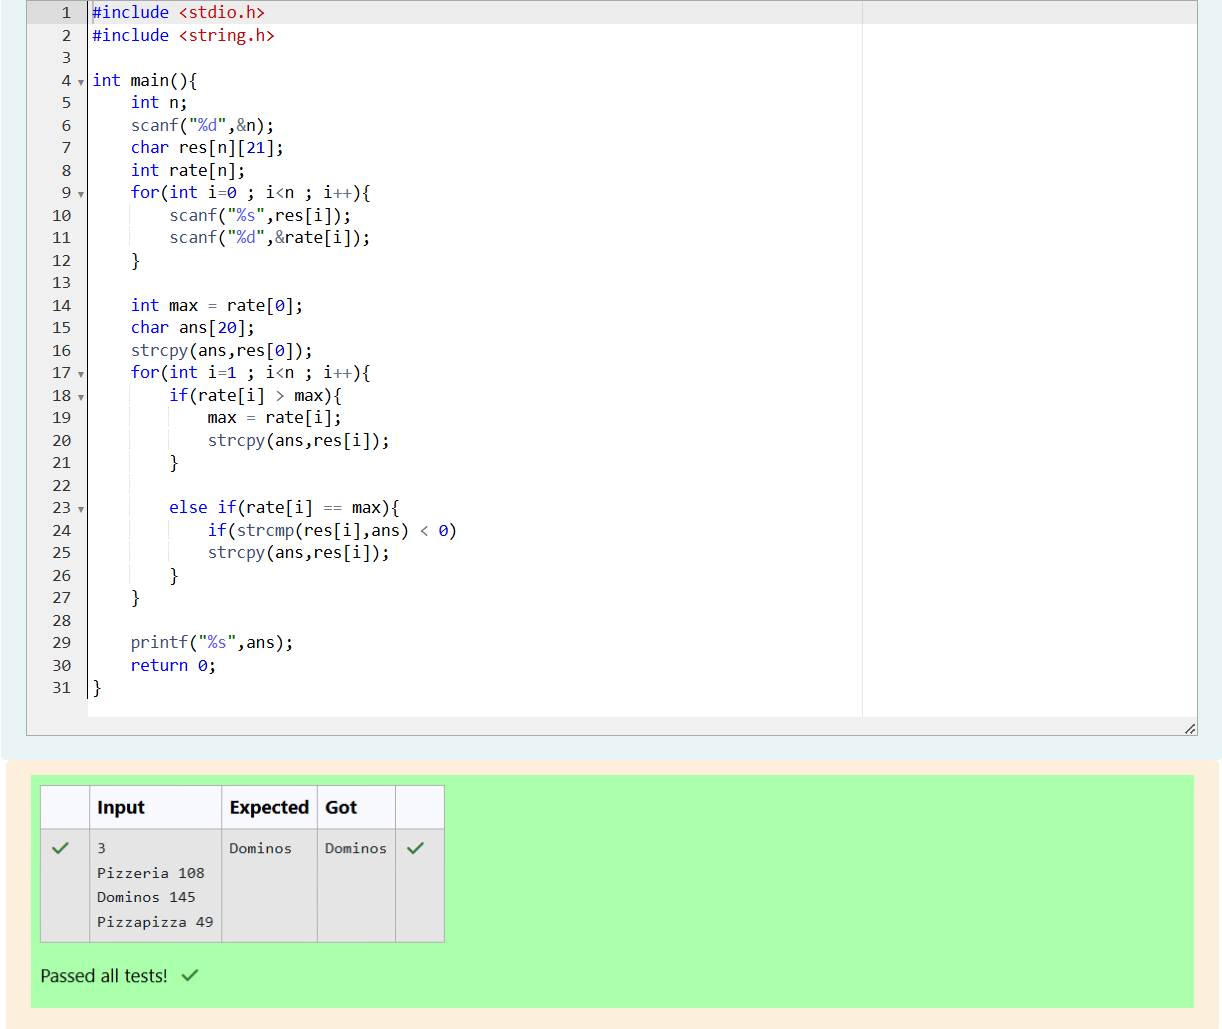 1 #include <stdio.h>
2 #include <string.h>
3
4 int main(){
5     int n;
6     scanf("%d",&n);
7     char res[n][21];
8     int rate[n];
9     for(int i=0 ; i<n ; i++){
10         scanf("%s",res[i]);
11         scanf("%d",&rate[i]);
12     }
13
14     int max = rate[0];
15     char ans[20];
16     strcpy(ans,res[0]);
17     for(int i=1 ; i<n ; i++){
18         if(rate[i] > max){
19             max = rate[i];
20             strcpy(ans,res[i]);
21         }
22
23         else if(rate[i] == max){
24             if(strcmp(res[i],ans) < 0)
25             strcpy(ans,res[i]);
26         }
27     }
28
29     printf("%s",ans);
30     return 0;
31 }
Input Expected Got
3 Dominos Dominos
Pizzeria 108
Dominos 145
Pizzapizza 49
Passed all tests!